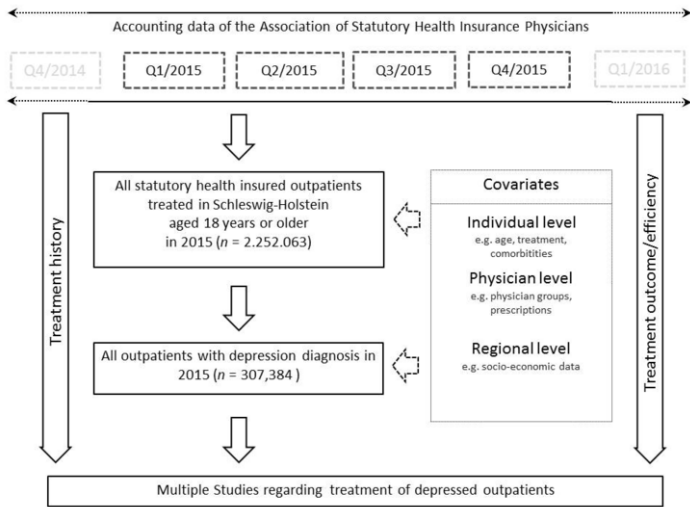 Accounting data of the Association of Statutory Health Insurance Physicians
Q4/2014
Q1/2015
Q2/2015
Q3/2015
Q4/2015
Q1/2016
Treatment history
All statutory health insured outpatients
treated in Schleswig-Holstein
aged 18 years or older
in 2015 (n = 2.252.063)
All outpatients with depression diagnosis in
2015 (n = 307,384 )
Covariates
Individual level
e.g. age, treatment,
comorbitities
Physician level
e.g. physician groups,
prescriptions
Regional level
e.g. socio-economic data
Treatment outcome/efficiency
Multiple Studies regarding treatment of depressed outpatients